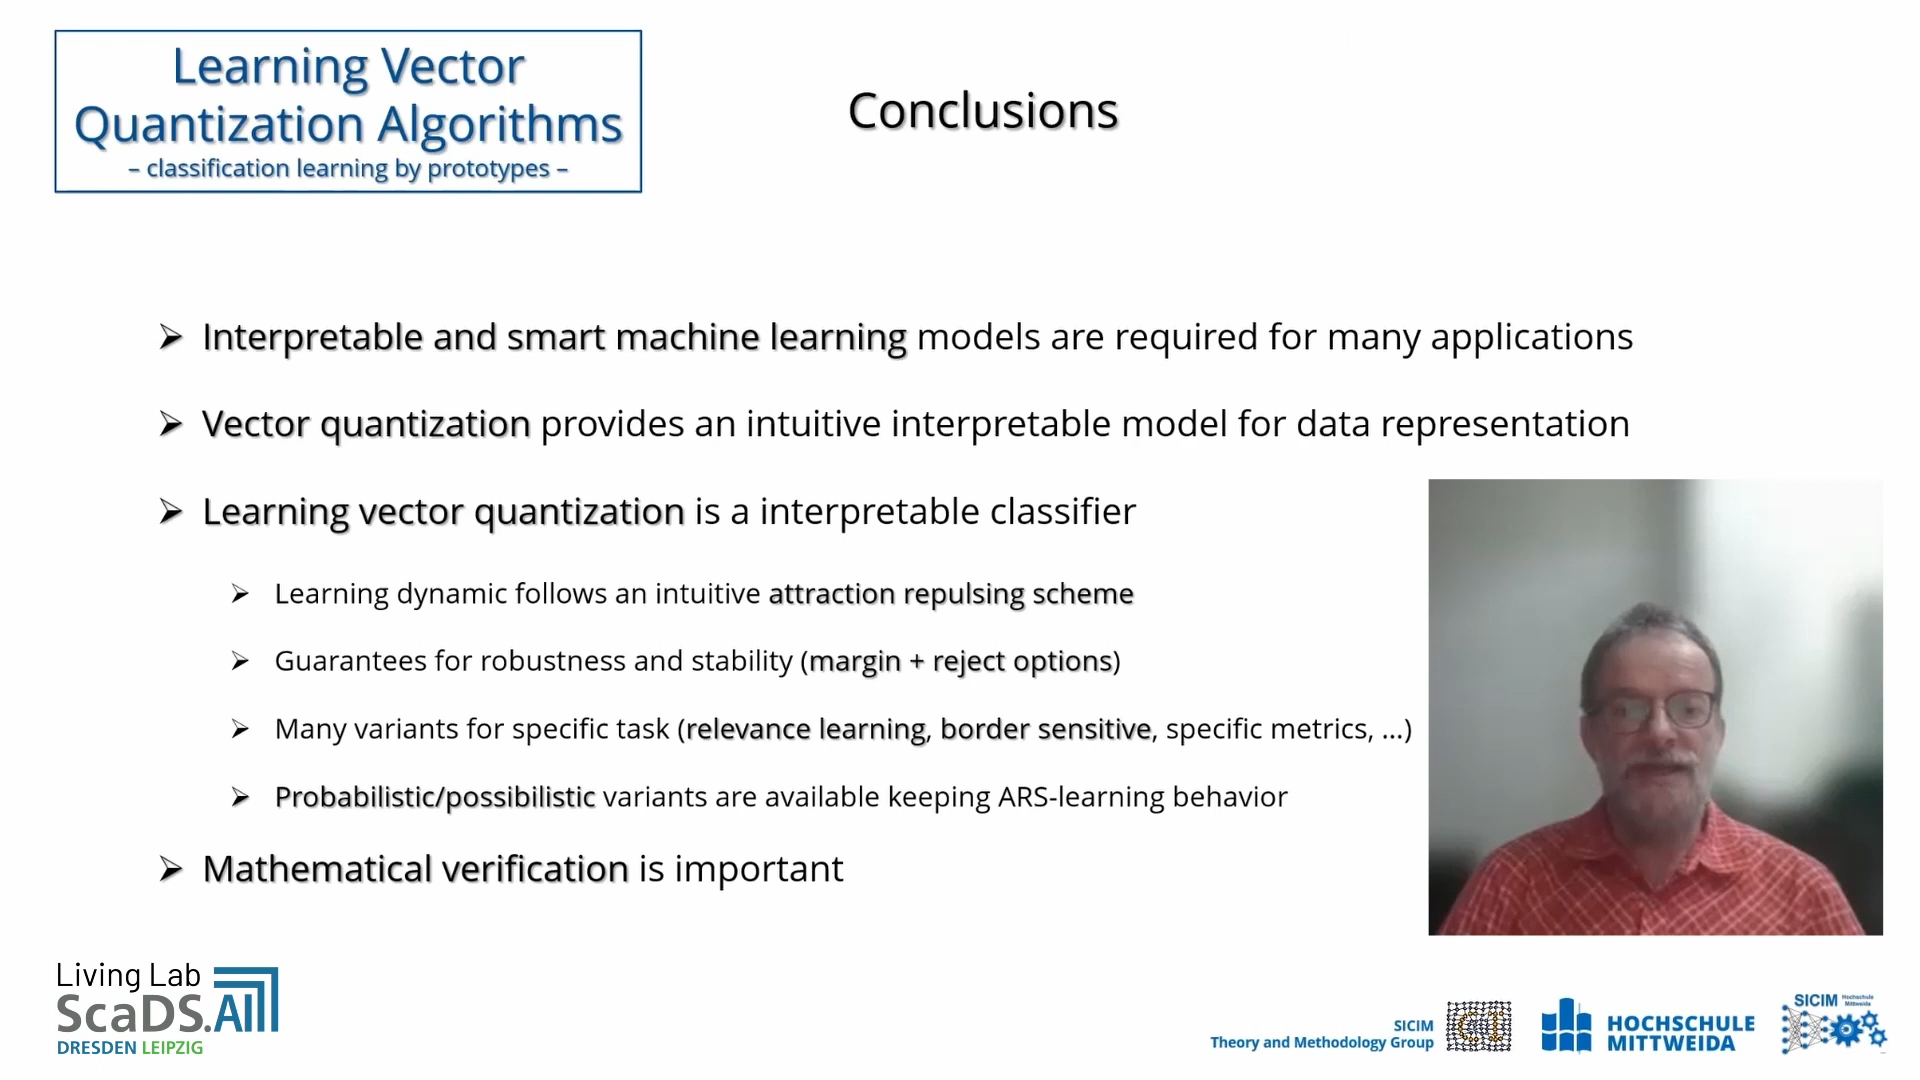 Learning Vector
Quantization Algorithms
– classification learning by prototypes –
Conclusions
➢ Interpretable and smart machine learning models are required for many applications
➢ Vector quantization provides an intuitive interpretable model for data representation
➢ Learning vector quantization is a interpretable classifier
➢ Learning dynamic follows an intuitive attraction repulsing scheme
➢ Guarantees for robustness and stability (margin + reject options)
➢ Many variants for specific task (relevance learning, border sensitive, specific metrics, ...)
➢ Probabilistic/possibilistic variants are available keeping ARS-learning behavior
➢ Mathematical verification is important
Living Lab
ScaDS.AI
DRESDEN LEIPZIG
SICIM
Theory and Methodology Group
CI
HOCHSCHULE
MITTWEIDA
SICIM Hochschule
Mittweida